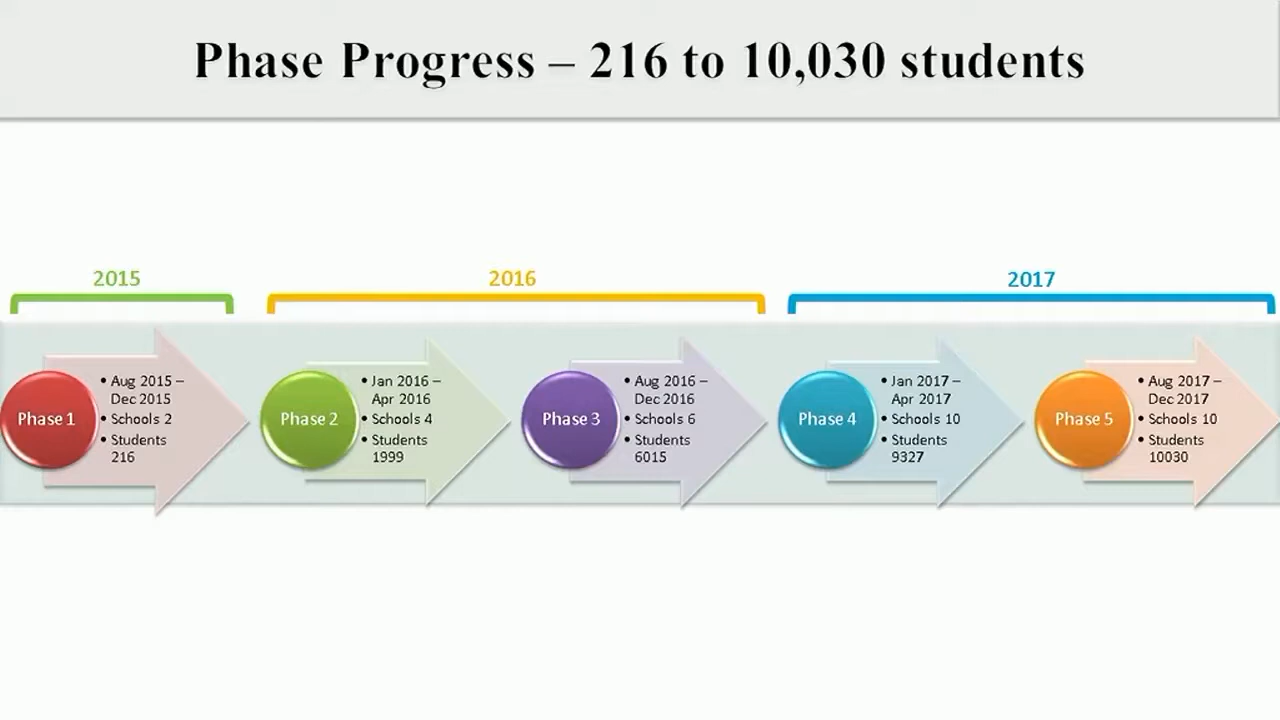 Phase Progress – 216 to 10,030 students
2015
2016
2017
Phase 1
• Aug 2015 –
Dec 2015
• Schools 2
• Students
216
Phase 2
• Jan 2016 –
Apr 2016
• Schools 4
• Students
1999
Phase 3
• Aug 2016 –
Dec 2016
• Schools 6
• Students
6015
Phase 4
• Jan 2017 –
Apr 2017
• Schools 10
• Students
9327
Phase 5
• Aug 2017 –
Dec 2017
• Schools 10
• Students
10030